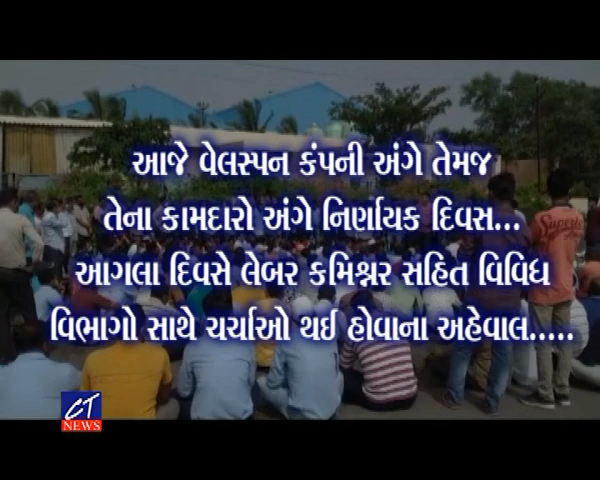 આજે વેલસ્પન કંપની અંગે તેમજ
તેના કામદારો અંગે નિર્ણાયક દિવસ...
આગલા દિવસે લેબર કમિશ્નર સહિત વિવિધ
વિભાગો સાથે ચર્ચાઓ થઈ હોવાના અહેવાલ.....
CT
NEWS